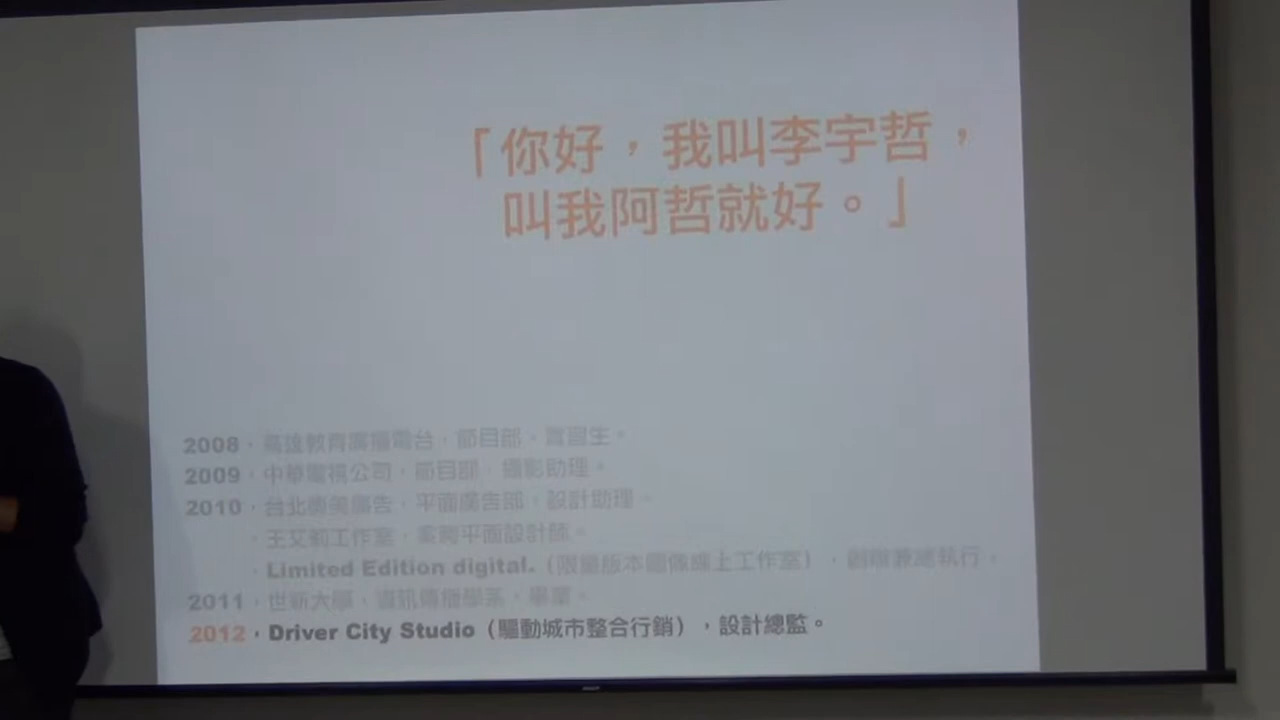 「你好，我叫李宇哲，
叫我阿哲就好。」
2008，高雄教育廣播電台，節目部，實習生。
2009，中華電視公司，節目部，攝影助理。
2010，台北奧美廣告，平面廣告部，設計助理。
，王艾莉工作室，兼職平面設計師。
，Limited Edition digital.（限量版本圖像線上工作室），創辦兼總執行。
2011，世新大學，資訊傳播學系，畢業。
2012，Driver City Studio（驅動城市整合行銷），設計總監。